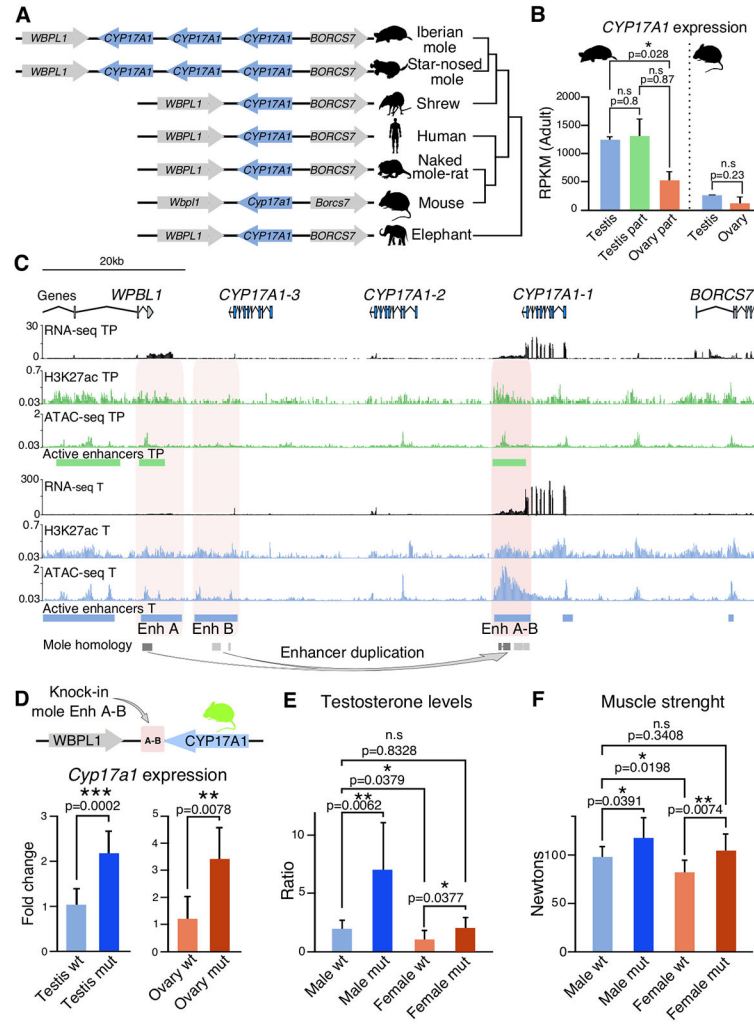 A
WBPL1 CYP17A1 CYP17A1 CYP17A1 BORCS7 Iberian mole
WBPL1 CYP17A1 CYP17A1 CYP17A1 BORCS7 Star-nosed mole
WBPL1 CYP17A1 BORCS7 Shrew
WBPL1 CYP17A1 BORCS7 Human
WBPL1 CYP17A1 BORCS7 Naked mole-rat
Wbpl1 Cyp17a1 Borcs7 Mouse
WBPL1 CYP17A1 BORCS7 Elephant
B
CYP17A1 expression
*
p=0.028
n.s
p=0.87
n.s
p=0.8
n.s
p=0.23
RPKM (Adult)
2000
1500
1000
500
0
Testis
Testis part
Ovary part
Testis
Ovary
C
20kb
Genes WPBL1 CYP17A1-3 CYP17A1-2 CYP17A1-1 BORCS7
30
RNA-seq TP
0
0.7
H3K27ac TP
0.03
2
ATAC-seq TP
0.03
Active enhancers TP
300
RNA-seq T
0
0.7
H3K27ac T
0.03
2
ATAC-seq T
0.03
Active enhancers T
Enh A Enh B Enh A-B
Mole homology
Enhancer duplication
D
Knock-in
mole Enh A-B
WBPL1 A-B CYP17A1
Cyp17a1 expression
***
p=0.0002
**
p=0.0078
Fold change
3
2
1
0
5
4
3
2
1
0
Testis wt
Testis mut
Ovary wt
Ovary mut
E
Testosterone levels
n.s
p=0.8328
*
p=0.0379
**
p=0.0062
*
p=0.0377
Ratio
10
5
0
Male wt
Male mut
Female wt
Female mut
F
Muscle strenght
n.s
p=0.3408
*
p=0.0198
*
p=0.0391
**
p=0.0074
Newtons
100
50
0
Male wt
Male mut
Female wt
Female mut